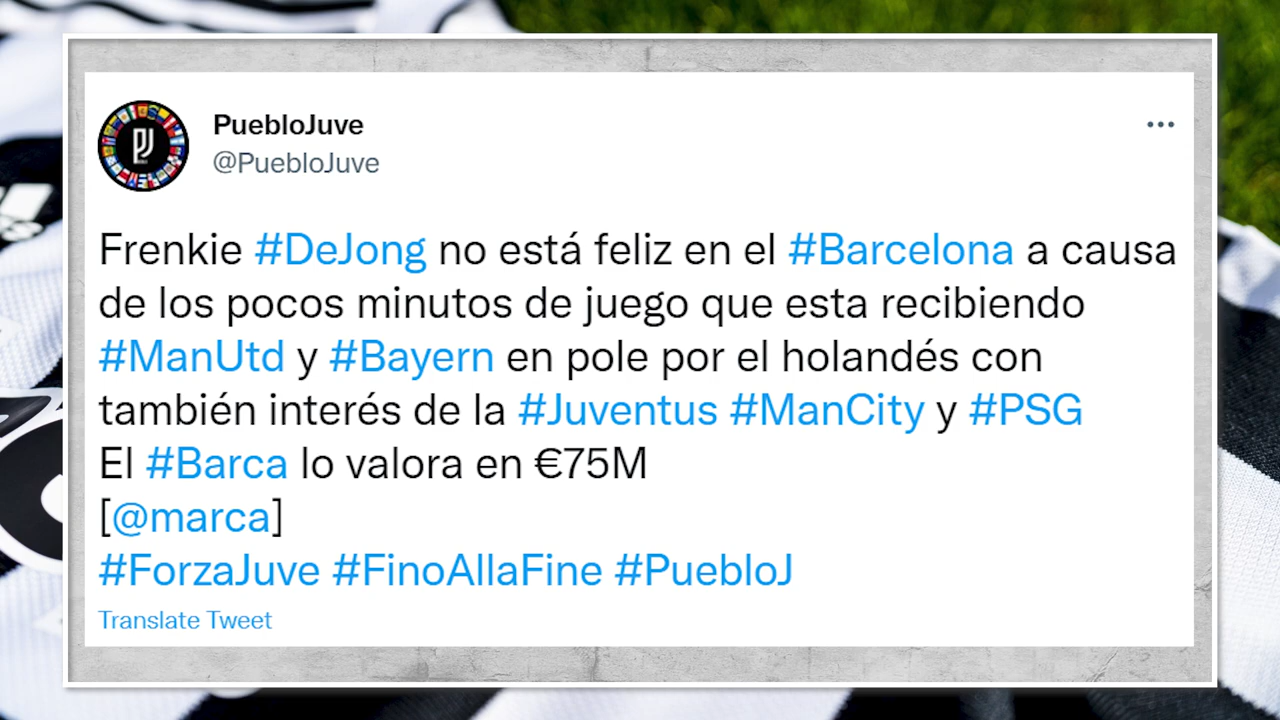 PuebloJuve
@PuebloJuve
Frenkie #DeJong no está feliz en el #Barcelona a causa
de los pocos minutos de juego que esta recibiendo
#ManUtd y #Bayern en pole por el holandés con
también interés de la #Juventus #ManCity y #PSG
El #Barca lo valora en €75M
[@marca]
#ForzaJuve #FinoAllaFine #PuebloJ
Translate Tweet